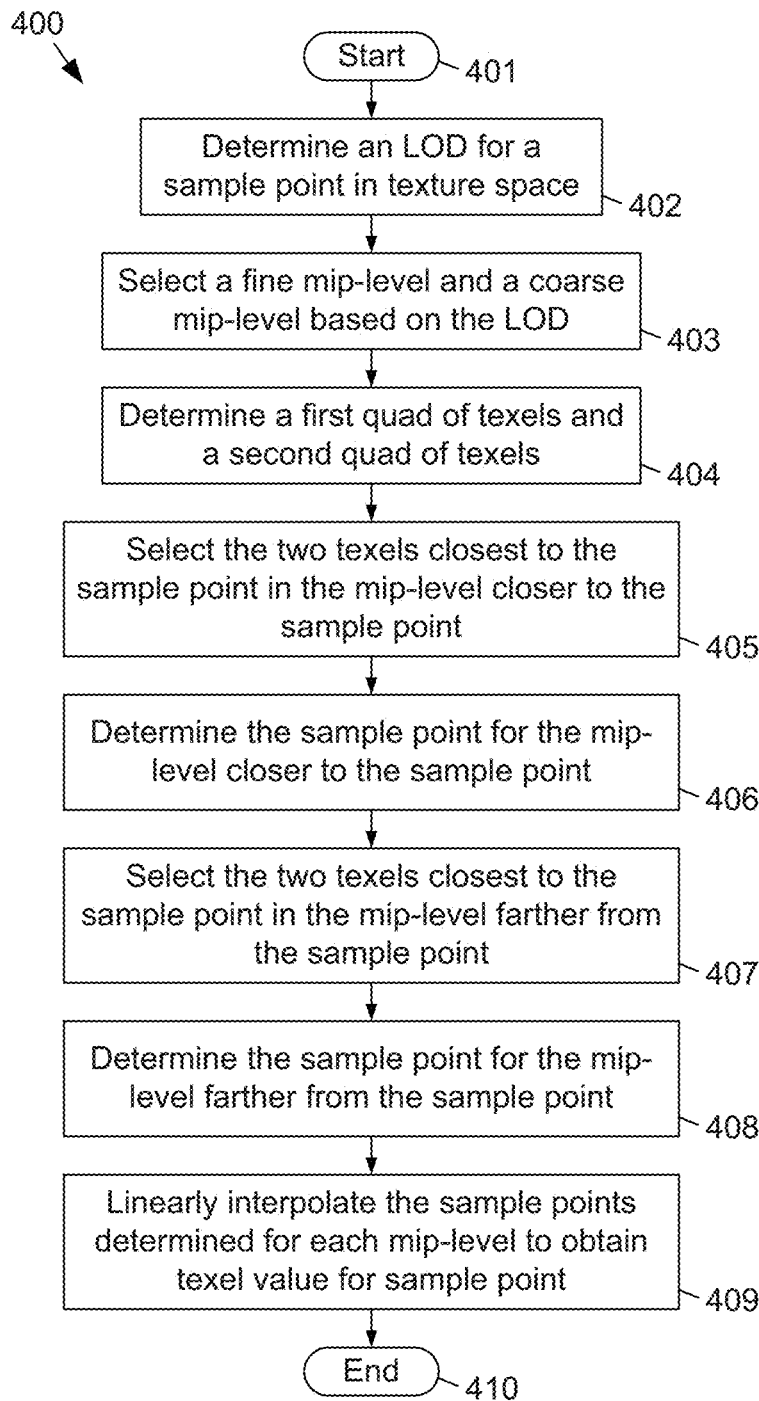 400
Start
401
Determine an LOD for a
sample point in texture space
402
Select a fine mip-level and a coarse
mip-level based on the LOD
403
Determine a first quad of texels and
a second quad of texels
404
Select the two texels closest to the
sample point in the mip-level closer to the
sample point
405
Determine the sample point for the mip-
level closer to the sample point
406
Select the two texels closest to the
sample point in the mip-level farther from
the sample point
407
Determine the sample point for the mip-
level farther from the sample point
408
Linearly interpolate the sample points
determined for each mip-level to obtain
texel value for sample point
409
End
410